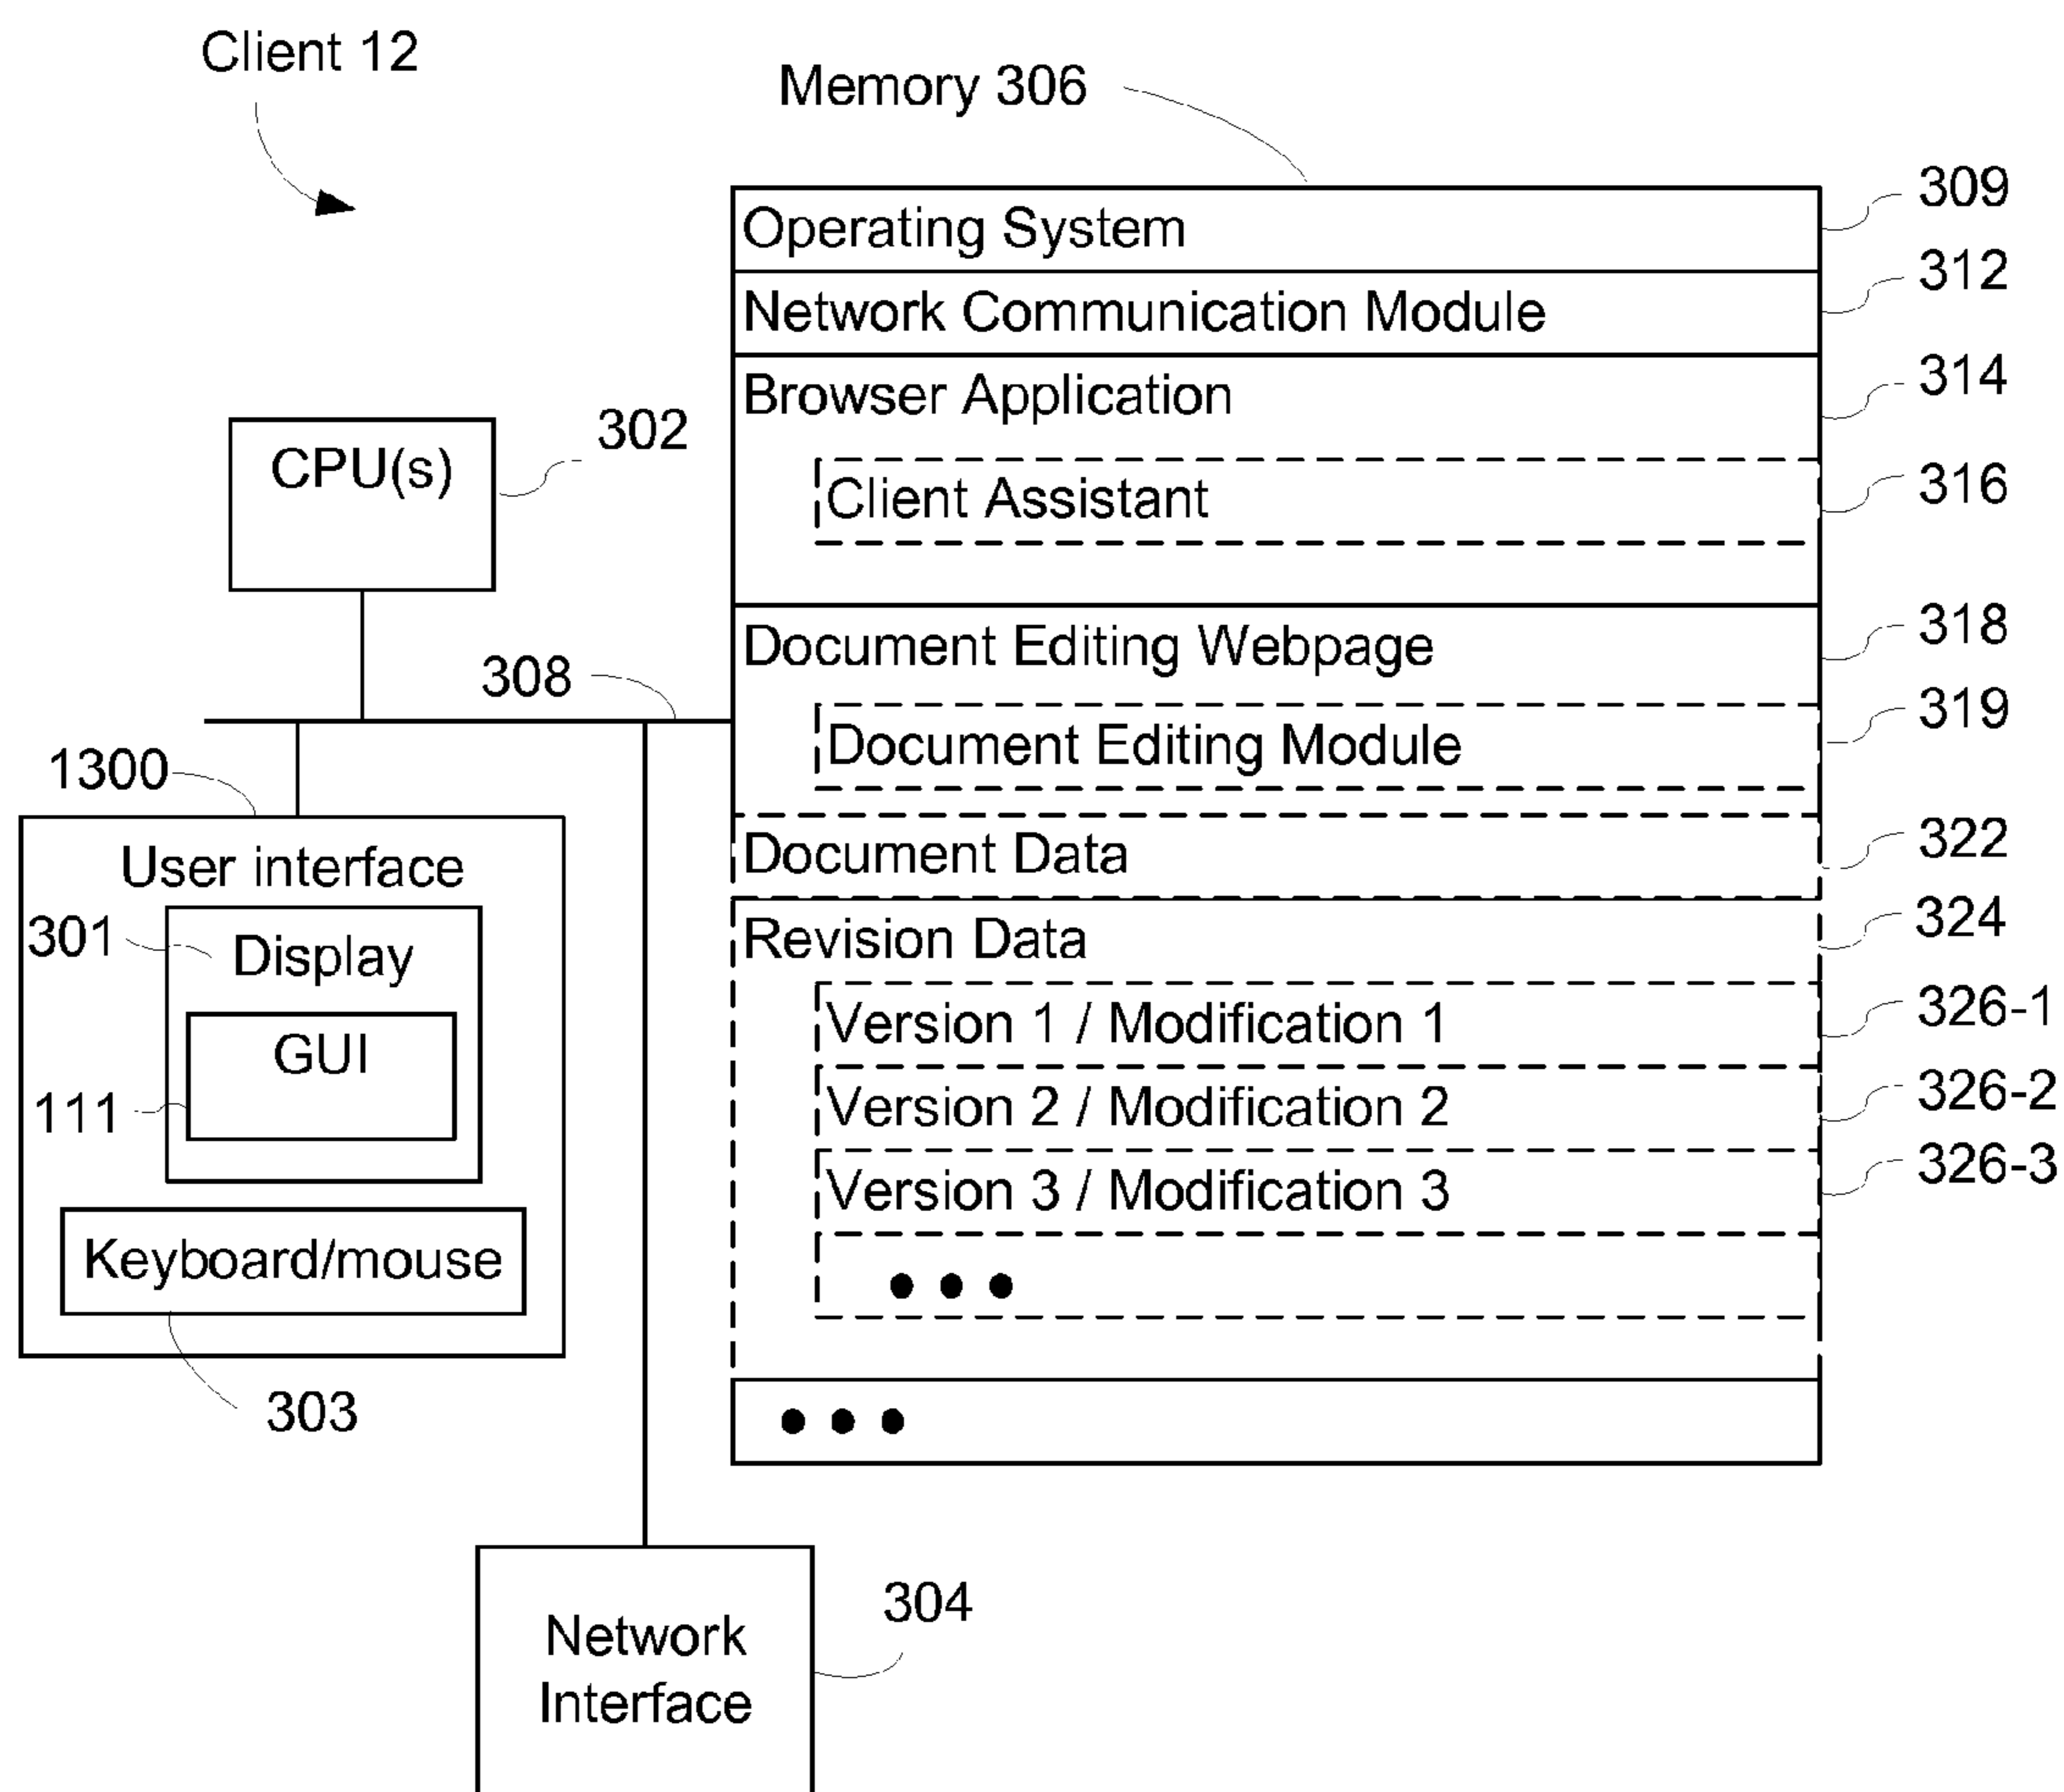 Client 12
Memory 306
Operating System
309
Network Communication Module
312
Browser Application
314
Client Assistant
316
CPU(s)
302
Document Editing Webpage
318
308
Document Editing Module
319
1300
User interface
Document Data
322
301
Display
Revision Data
324
GUI
111
Version 1 / Modification 1
326-1
Version 2 / Modification 2
326-2
Version 3 / Modification 3
326-3
Keyboard/mouse
303
Network
Interface
304